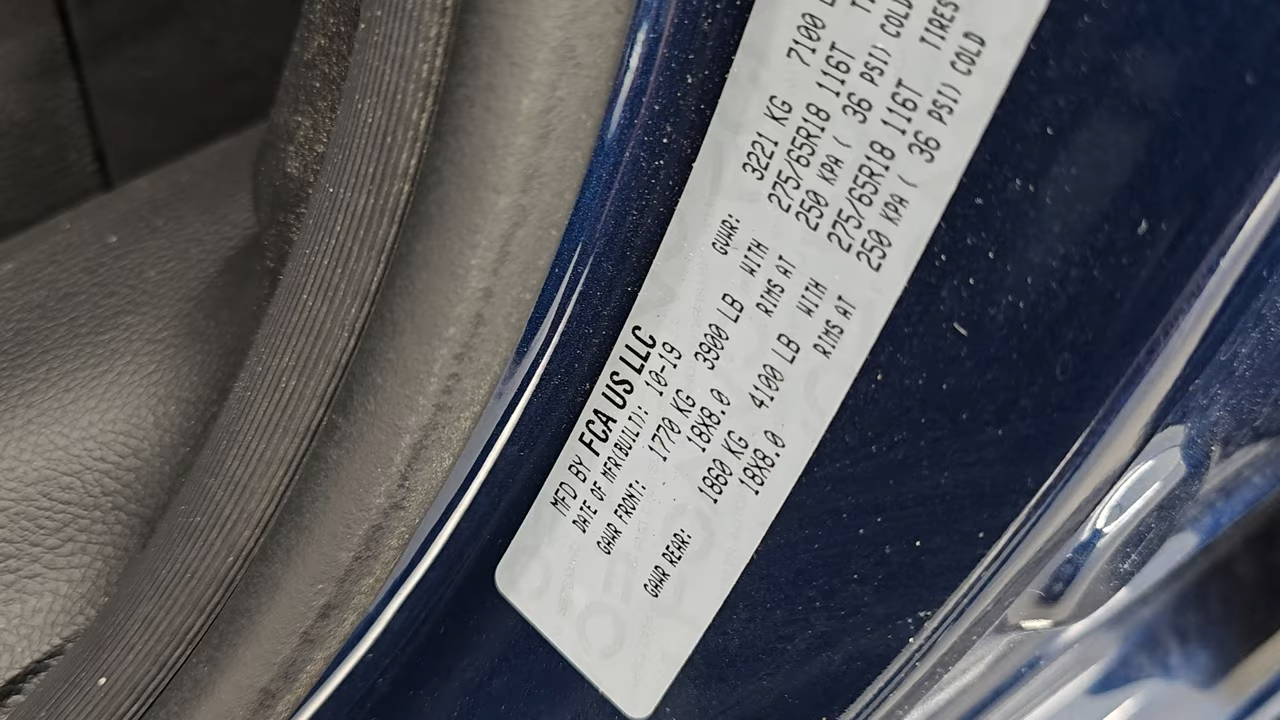 MFD BY FCA US LLC
DATE OF MFR(BUILT): 10-19 GVWR: 3221 KG 7100
GAWR FRONT: 1770 KG 3900 LB WITH 275/65R18 116T
18X8.0 RIMS AT 250 KPA ( 36 PSI) COLD
GAWR REAR: 1860 KG 4100 LB WITH 275/65R18 116T TIRES
18X8.0 RIMS AT 250 KPA ( 36 PSI) COLD